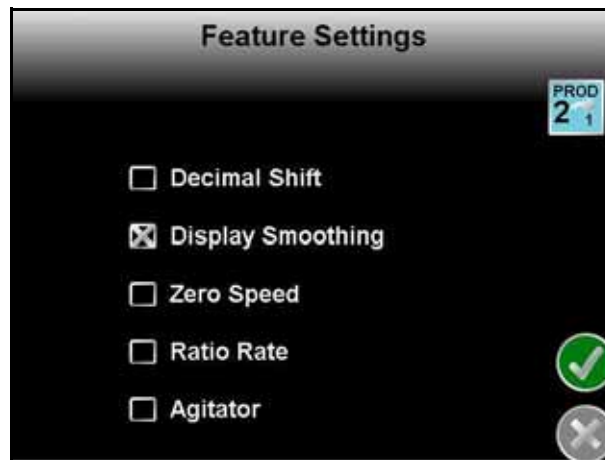 Feature Settings
PROD
2 1
Decimal Shift
Display Smoothing
Zero Speed
Ratio Rate
Agitator